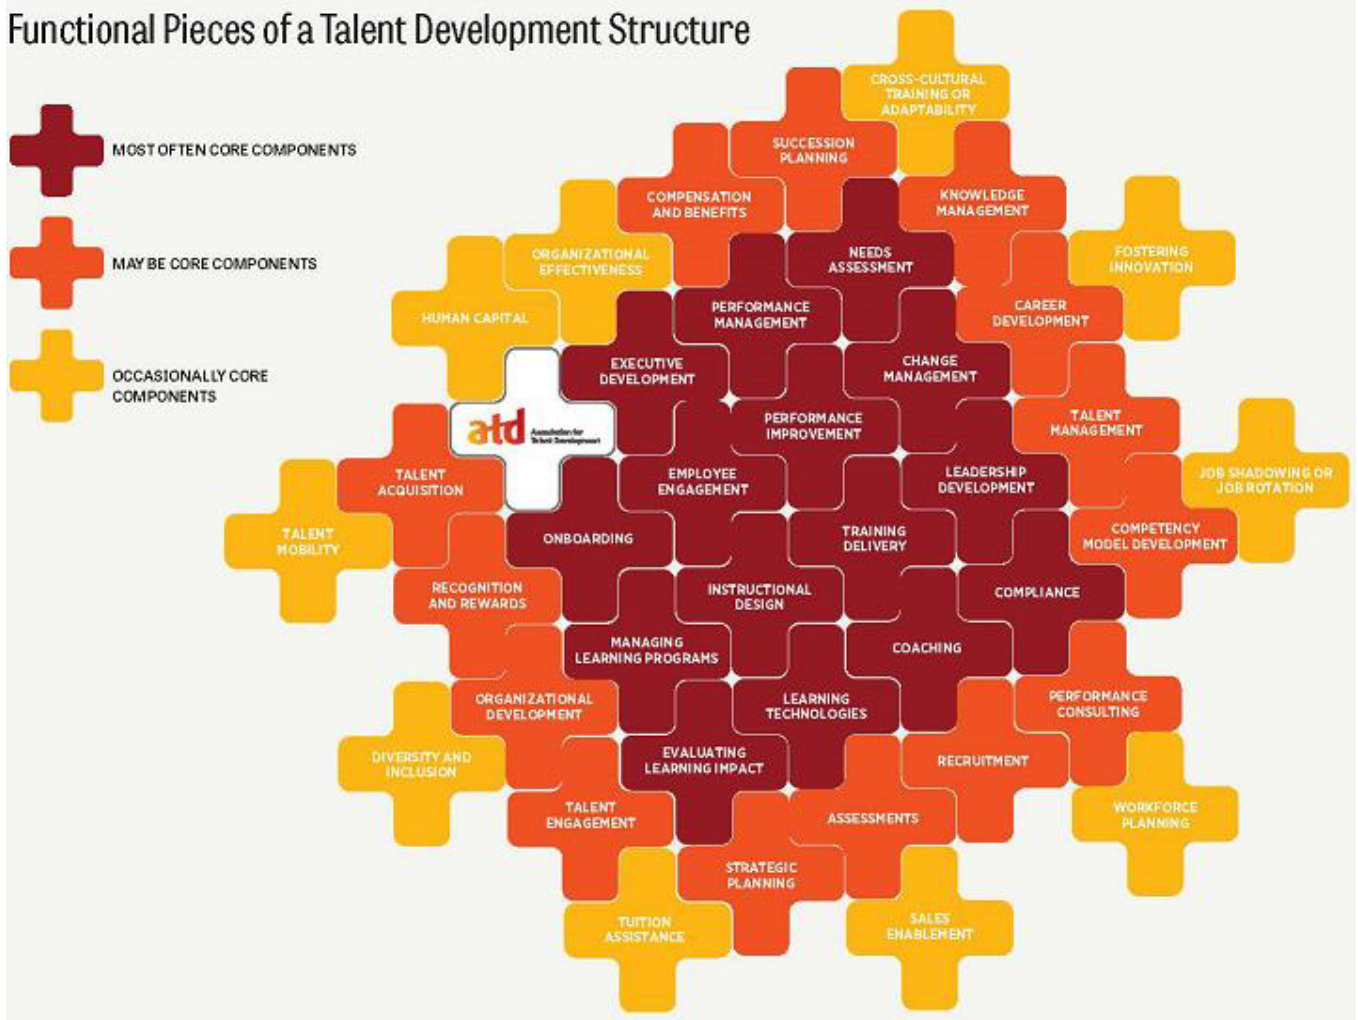 Functional Pieces of a Talent Development Structure
MOST OFTEN CORE COMPONENTS
MAY BE CORE COMPONENTS
OCCASIONALLY CORE
COMPONENTS
CROSS-CULTURAL
TRAINING OR
ADAPTABILITY
SUCCESSION
PLANNING
COMPENSATION
AND BENEFITS
KNOWLEDGE
MANAGEMENT
ORGANIZATIONAL
EFFECTIVENESS
NEEDS
ASSESSMENT
FOSTERING
INNOVATION
HUMAN CAPITAL
PERFORMANCE
MANAGEMENT
CAREER
DEVELOPMENT
EXECUTIVE
DEVELOPMENT
CHANGE
MANAGEMENT
atd
Association for
Talent Development
PERFORMANCE
IMPROVEMENT
TALENT
MANAGEMENT
TALENT
ACQUISITION
EMPLOYEE
ENGAGEMENT
LEADERSHIP
DEVELOPMENT
JOB SHADOWING OR
JOB ROTATION
TALENT
MOBILITY
ONBOARDING
TRAINING
DELIVERY
COMPETENCY
MODEL DEVELOPMENT
RECOGNITION
AND REWARDS
INSTRUCTIONAL
DESIGN
COMPLIANCE
MANAGING
LEARNING PROGRAMS
COACHING
ORGANIZATIONAL
DEVELOPMENT
LEARNING
TECHNOLOGIES
PERFORMANCE
CONSULTING
DIVERSITY AND
INCLUSION
EVALUATING
LEARNING IMPACT
RECRUITMENT
TALENT
ENGAGEMENT
ASSESSMENTS
WORKFORCE
PLANNING
STRATEGIC
PLANNING
TUITION
ASSISTANCE
SALES
ENABLEMENT